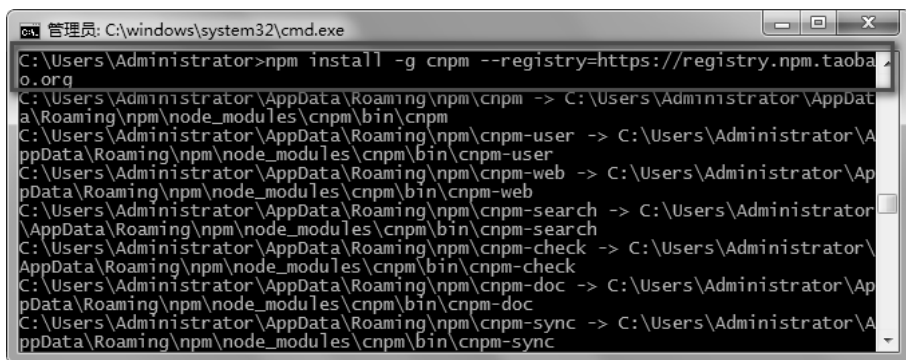 管理员: C:\windows\system32\cmd.exe
C:\Users\Administrator>npm install -g cnpm --registry=https://registry.npm.taoba
o.org
C:\Users\Administrator\AppData\Roaming\npm\cnpm -> C:\Users\Administrator\AppDat
a\Roaming\npm\node_modules\cnpm\bin\cnpm
C:\Users\Administrator\AppData\Roaming\npm\cnpm-user -> C:\Users\Administrator\A
ppData\Roaming\npm\node_modules\cnpm\bin\cnpm-user
C:\Users\Administrator\AppData\Roaming\npm\cnpm-web -> C:\Users\Administrator\Ap
pData\Roaming\npm\node_modules\cnpm\bin\cnpm-web
C:\Users\Administrator\AppData\Roaming\npm\cnpm-search -> C:\Users\Administrator
\AppData\Roaming\npm\node_modules\cnpm\bin\cnpm-search
C:\Users\Administrator\AppData\Roaming\npm\cnpm-check -> C:\Users\Administrator\
AppData\Roaming\npm\node_modules\cnpm\bin\cnpm-check
C:\Users\Administrator\AppData\Roaming\npm\cnpm-doc -> C:\Users\Administrator\Ap
pData\Roaming\npm\node_modules\cnpm\bin\cnpm-doc
C:\Users\Administrator\AppData\Roaming\npm\cnpm-sync -> C:\Users\Administrator\A
ppData\Roaming\npm\node_modules\cnpm\bin\cnpm-sync